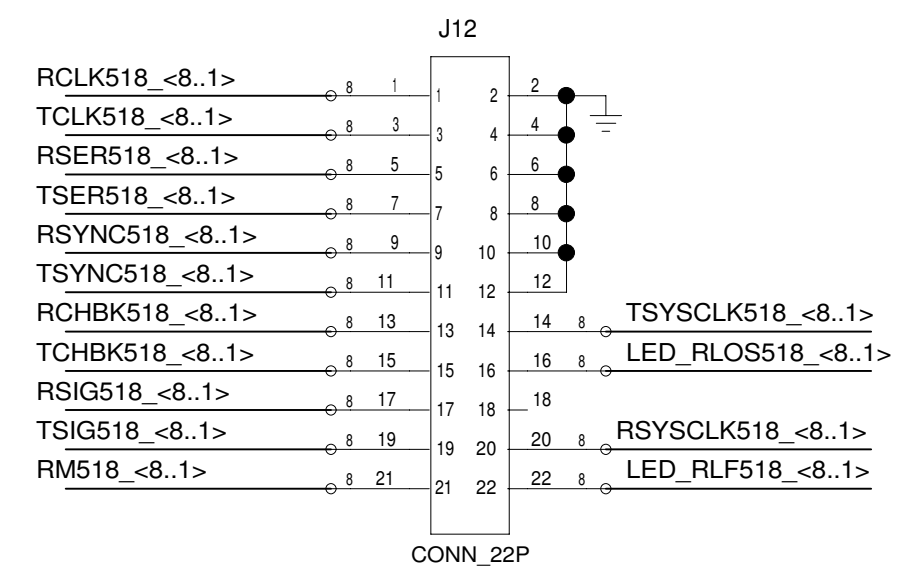 J12
RCLK518_<8..1> 8 1 1 2 2
TCLK518_<8..1> 8 3 3 4 4
RSER518_<8..1> 8 5 5 6 6
TSER518_<8..1> 8 7 7 8 8
RSYNC518_<8..1> 8 9 9 10 10
TSYNC518_<8..1> 8 11 11 12 12
RCHBK518_<8..1> 8 13 13 14 14 8 TSYSCLK518_<8..1>
TCHBK518_<8..1> 8 15 15 16 16 8 LED_RLOS518_<8..1>
RSIG518_<8..1> 8 17 17 18 18
TSIG518_<8..1> 8 19 19 20 20 8 RSYSCLK518_<8..1>
RM518_<8..1> 8 21 21 22 22 8 LED_RLF518_<8..1>
CONN_22P